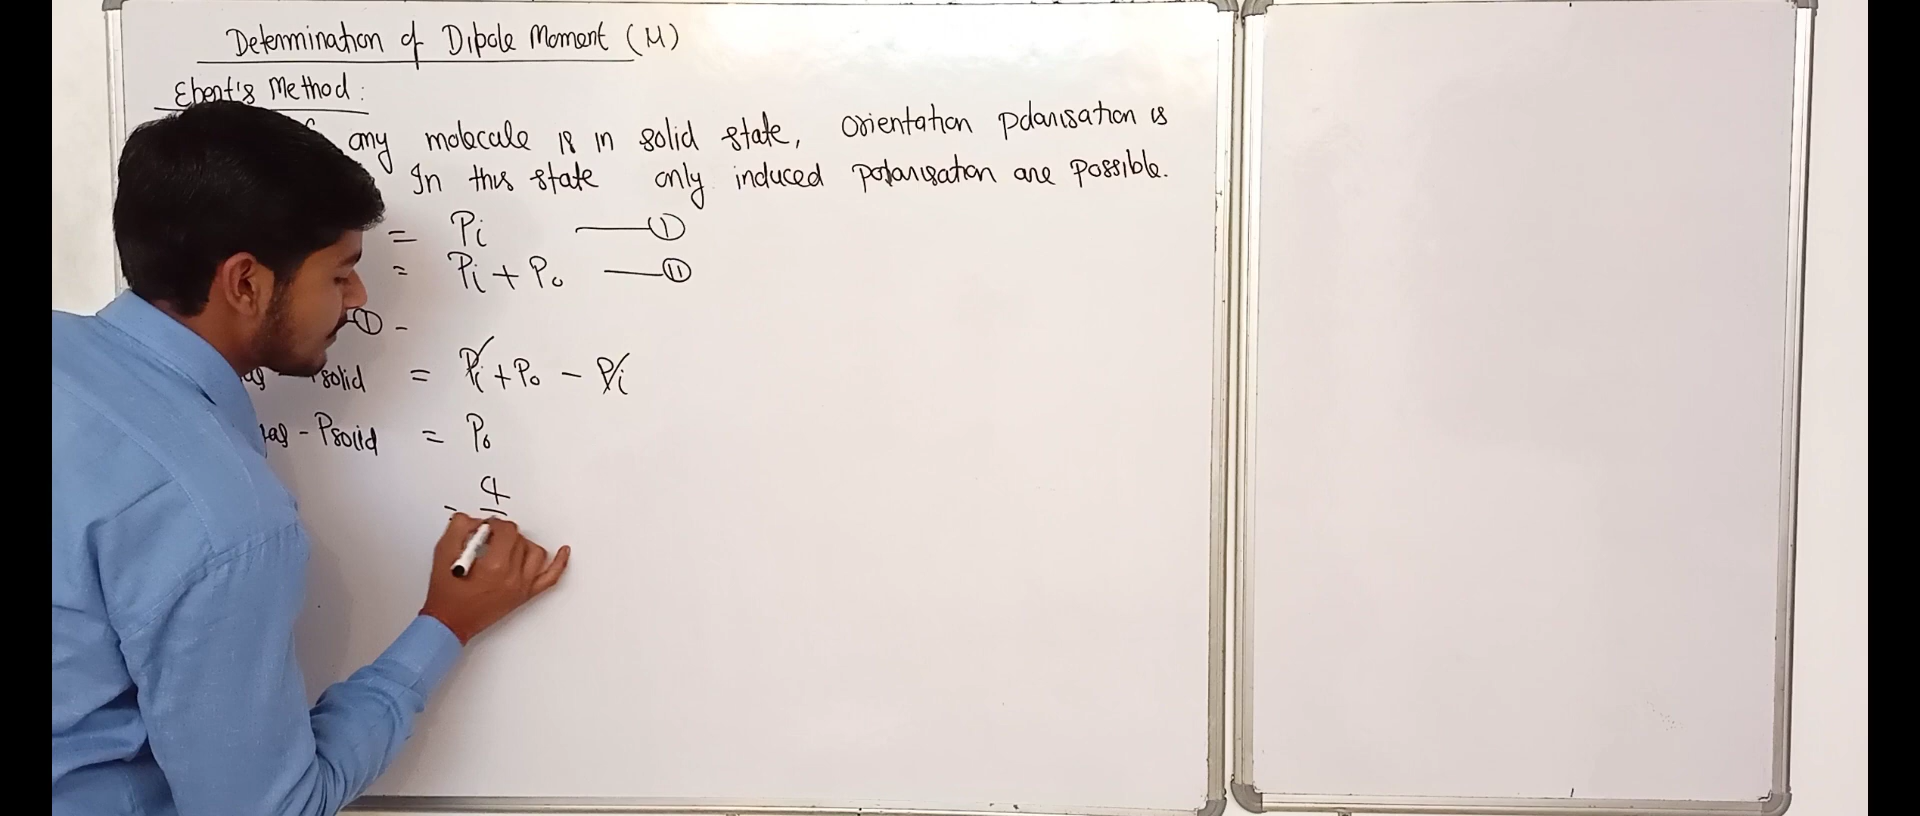 Determination of Dipole Moment (M)
Ebert's Method :
any molecule is in solid state, orientation polarisation is
In this state only induced polarisation are possible.
= Pi —— ①
= Pi + Po —— ⑪
① -
solid = Pi + Po - Pi
as - Psolid = Po
= 4